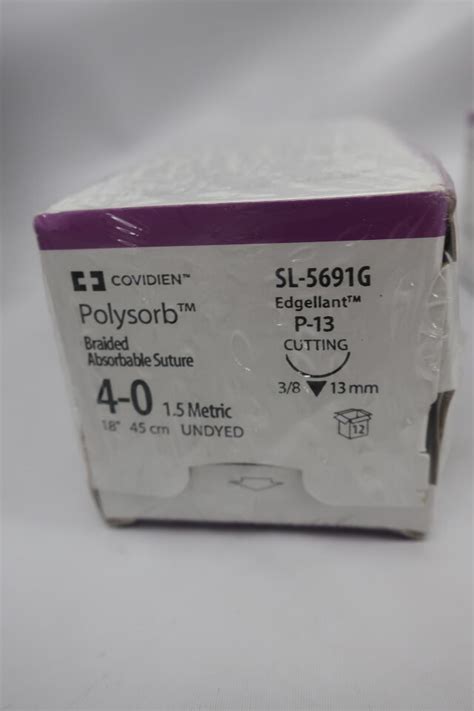 COVIDIEN™
Polysorb™
Braided
Absorbable Suture
4-0 1.5 Metric
18" 45 cm UNDYED
SL-5691G
Edgellant™
P-13
CUTTING
3/8 13 mm
12